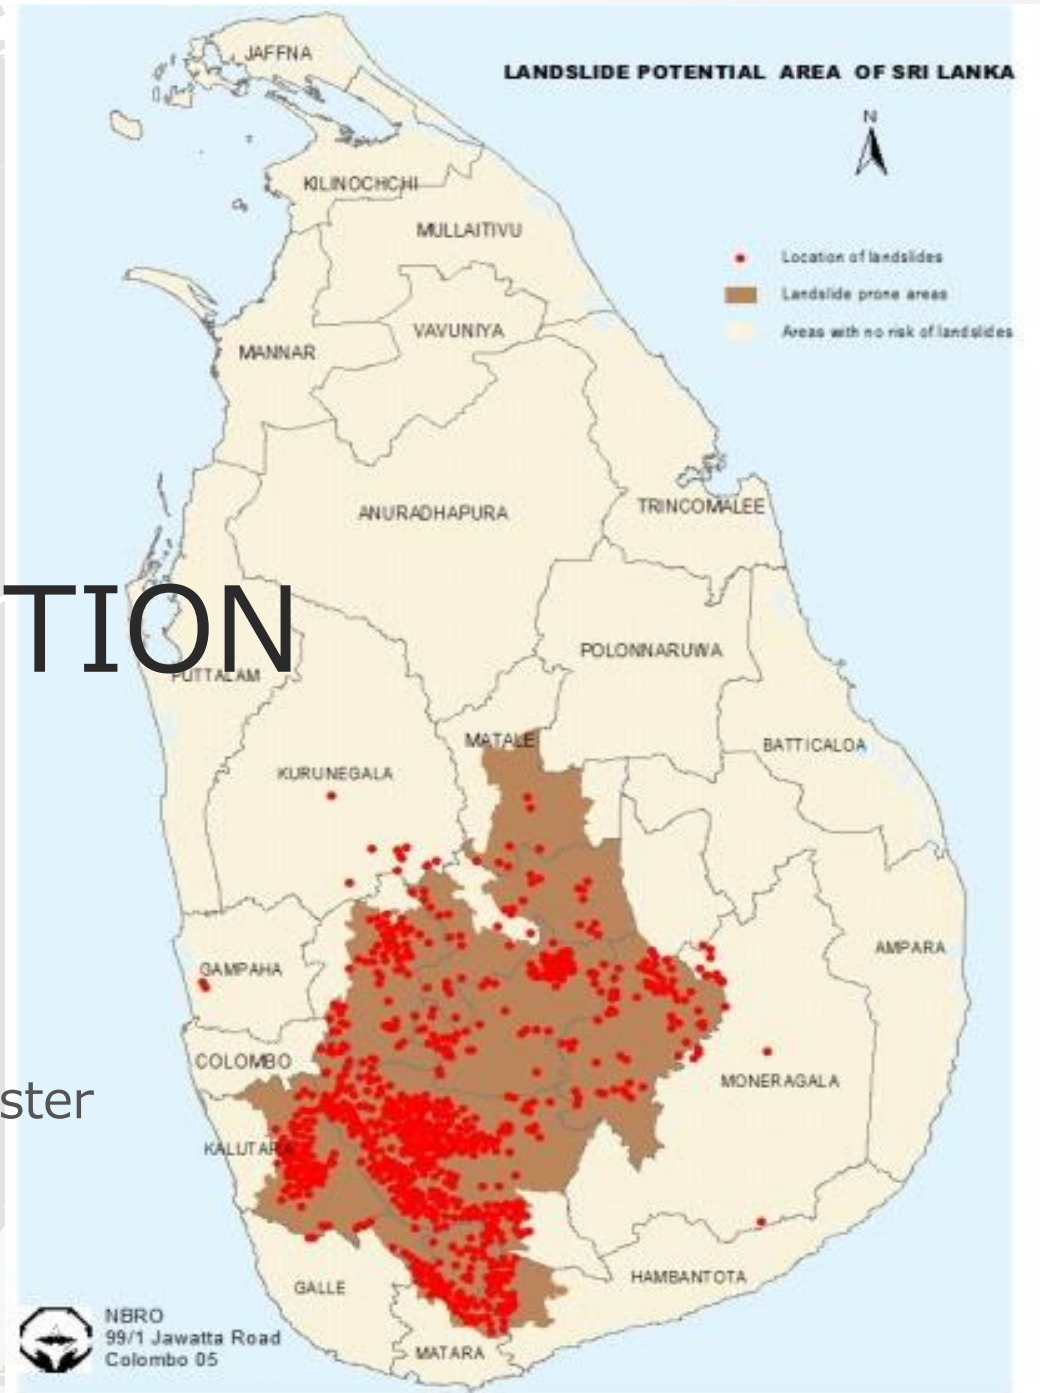 JAFFNA
LANDSLIDE POTENTIAL AREA OF SRI LANKA
N
KILINOCHCHI
MULLAITIVU
Location of landslides
Landslide prone areas
Areas with no risk of landslides
VAVUNIYA
MANNAR
ANURADHAPURA
TRINCOMALEE
TION
POLONNARUWA
PUTTALAM
MATALE
BATTICALOA
KURUNEGALA
AMPARA
GAMPAHA
COLOMBO
MONERAGALA
ster
KALUTARA
HAMBANTOTA
GALLE
NBRO
99/1 Jawatta Road
Colombo 05
MATARA